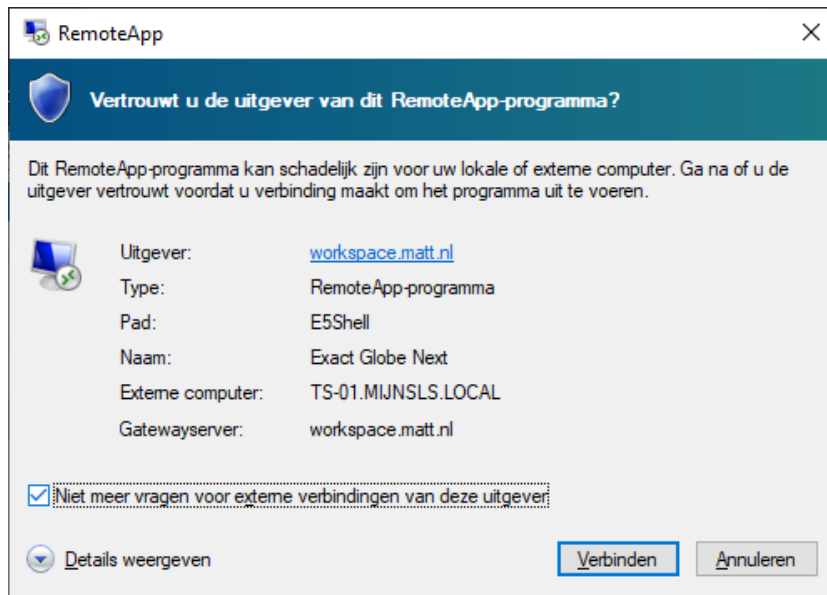 RemoteApp
Vertrouwt u de uitgever van dit RemoteApp-programma?
Dit RemoteApp-programma kan schadelijk zijn voor uw lokale of externe computer. Ga na of u de
uitgever vertrouwt voordat u verbinding maakt om het programma uit te voeren.
Uitgever: workspace.matt.nl
Type: RemoteApp-programma
Pad: E5Shell
Naam: Exact Globe Next
Externe computer: TS-01.MIJNSLS.LOCAL
Gatewayserver: workspace.matt.nl
Niet meer vragen voor externe verbindingen van deze uitgever
Details weergeven Verbinden Annuleren